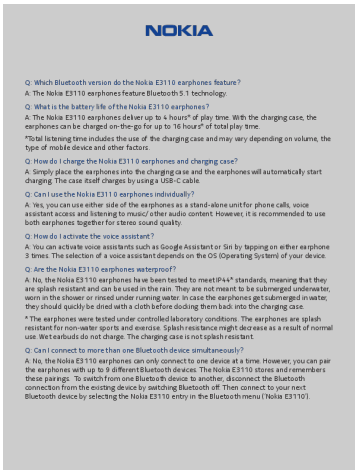 NOKIA
Q: Which Bluetooth version do the Nokia E3110 earphones feature?
A: The Nokia E3110 earphones feature Bluetooth 5.1 technology.
Q: What is the battery life of the Nokia E3110 earphones?
A: The Nokia E3110 earphones deliver up to 4 hours* of play time. With the charging case, the
earphones can be charged on-the-go for up to 16 hours* of total play time.
*Total listening time includes the use of the charging case and may vary depending on volume, the
type of mobile device and other factors.
Q: How do I charge the Nokia E3110 earphones and charging case?
A: Simply place the earphones into the charging case and the earphones will automatically start
charging. The case itself charges by using a USB-C cable.
Q: Can I use the Nokia E3110 earphones individually?
A: Yes, you can use either side of the earphones as a stand-alone unit for phone calls, voice
assistant access and listening to music/ other audio content. However, it is recommended to use
both earphones together for stereo sound quality.
Q: How do I activate the voice assistant?
A: You can activate voice assistants such as Google Assistant or Siri by tapping on either earphone
3 times. The selection of a voice assistant depends on the OS (Operating System) of your device.
Q: Are the Nokia E3110 earphones waterproof?
A: No, the Nokia E3110 earphones have been tested to meet IP44* standards, meaning that they
are splash resistant and can be used in the rain. They are not meant to be submerged underwater,
worn in the shower or rinsed under running water. In case the earphones get submerged in water,
they should quickly be dried with a cloth before docking them back into the charging case.
* The earphones were tested under controlled laboratory conditions. The earphones are splash
resistant for non-water sports and exercise. Splash resistance might decrease as a result of normal
use. Wet earbuds do not charge. The charging case is not splash resistant.
Q: Can I connect to more than one Bluetooth device simultaneously?
A: No, the Nokia E3110 earphones can only connect to one device at a time. However, you can pair
the earphones with up to 9 different Bluetooth devices. The Nokia E3110 stores and remembers
these pairings. To switch from one Bluetooth device to another, disconnect the Bluetooth
connection from the existing device by switching Bluetooth off. Then connect to your next
Bluetooth device by selecting the Nokia E3110 entry in the Bluetooth menu ('Nokia E3110').